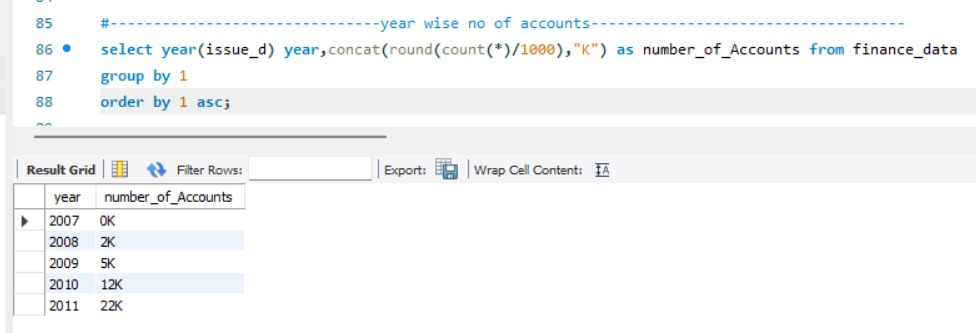 85 #------------------------------year wise no of accounts-----------------------------------
86 select year(issue_d) year,concat(round(count(*)/1000),"K") as number_of_Accounts from finance_data
87 group by 1
88 order by 1 asc;
Result Grid Filter Rows: Export: Wrap Cell Content: IA
year number_of_Accounts
2007 0K
2008 2K
2009 5K
2010 12K
2011 22K